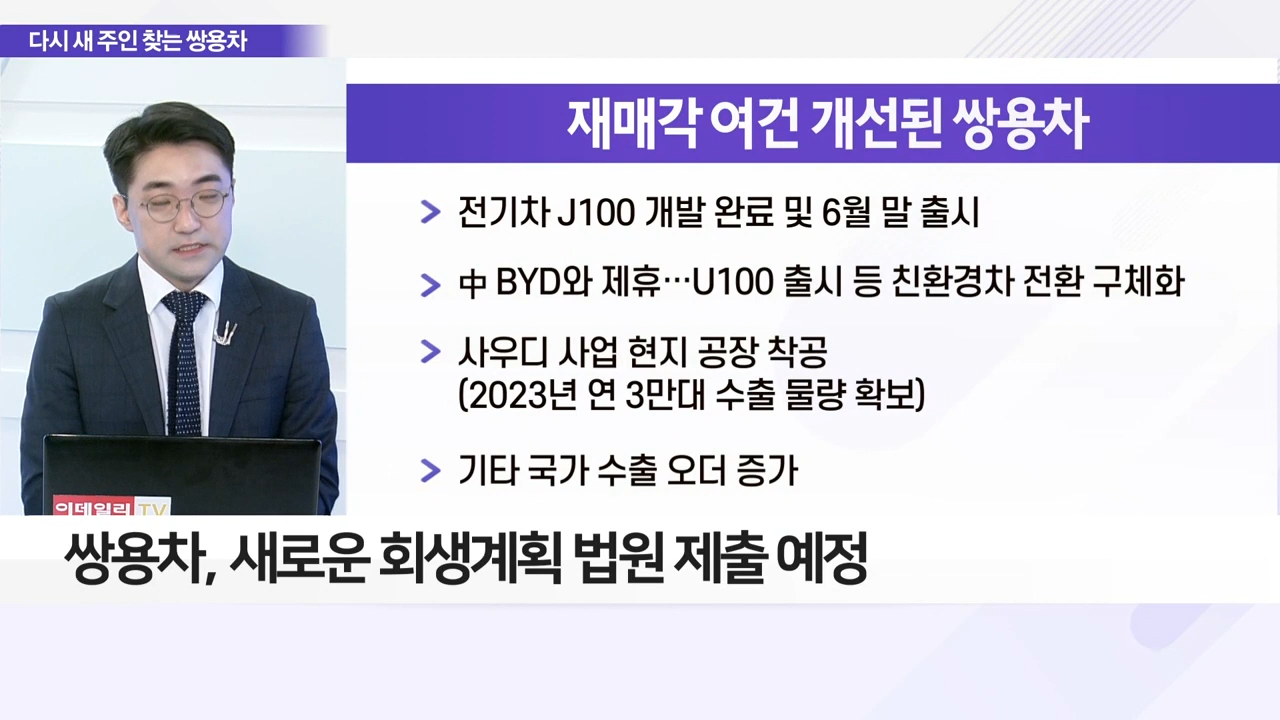 다시 새 주인 찾는 쌍용차
재매각 여건 개선된 쌍용차
전기차 J100 개발 완료 및 6월 말 출시
中 BYD와 제휴…U100 출시 등 친환경차 전환 구체화
사우디 사업 현지 공장 착공
(2023년 연 3만대 수출 물량 확보)
기타 국가 수출 오더 증가
이데일리 TV
쌍용차, 새로운 회생계획 법원 제출 예정